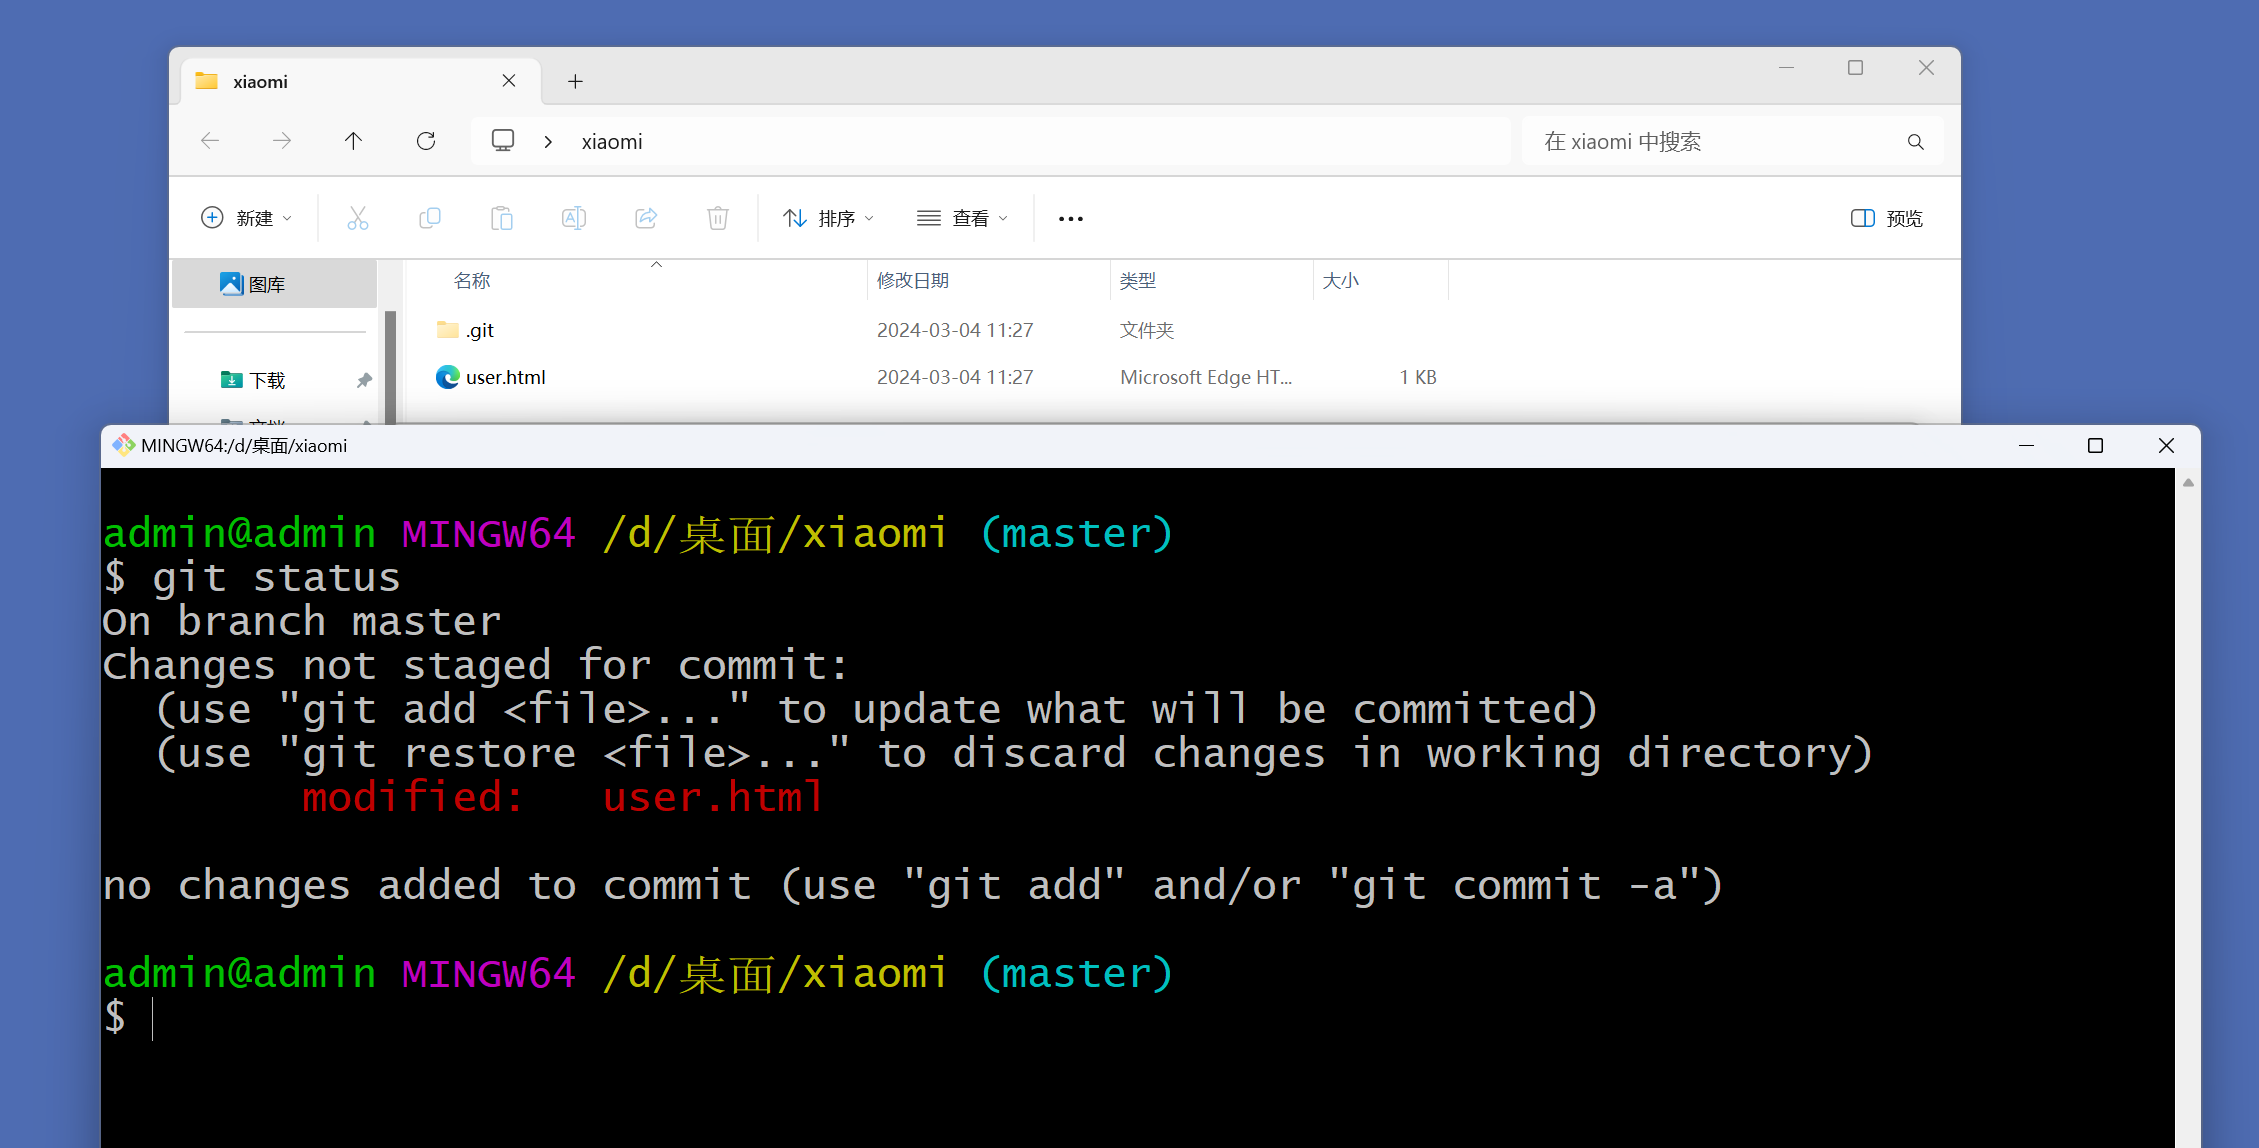 xiaomi
xiaomi
在 xiaomi 中搜索
新建
排序
查看
预览
图库
名称
修改日期
类型
大小
.git
2024-03-04 11:27
文件夹
下载
user.html
2024-03-04 11:27
Microsoft Edge HT...
1 KB
MINGW64:/d/桌面/xiaomi
admin@admin MINGW64 /d/桌面/xiaomi (master)
$ git status
On branch master
Changes not staged for commit:
(use "git add <file>..." to update what will be committed)
(use "git restore <file>..." to discard changes in working directory)
modified: user.html
no changes added to commit (use "git add" and/or "git commit -a")
admin@admin MINGW64 /d/桌面/xiaomi (master)
$